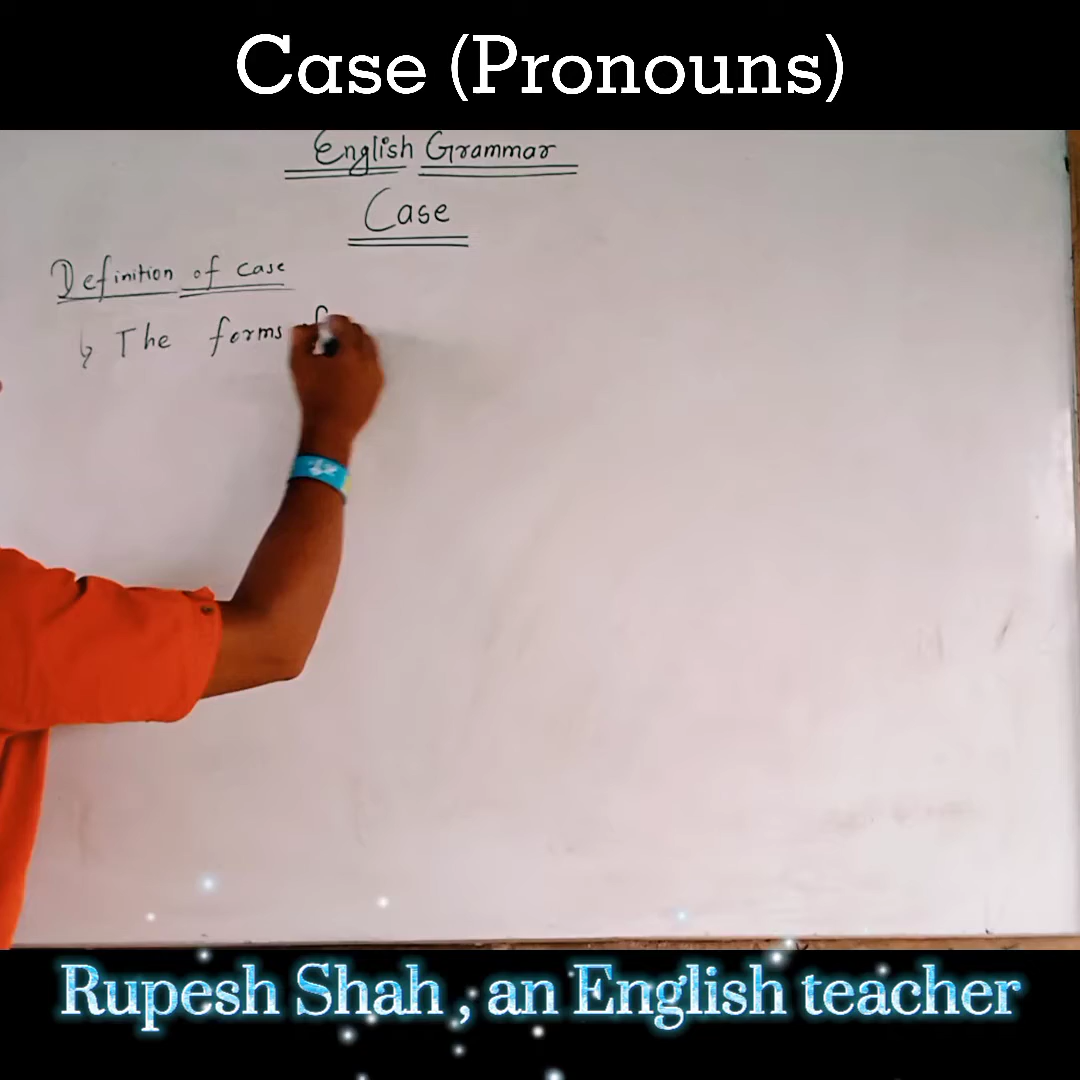 Case (Pronouns)
English Grammar
Case
Definition of case
↳ The forms
Rupesh Shah , an English teacher